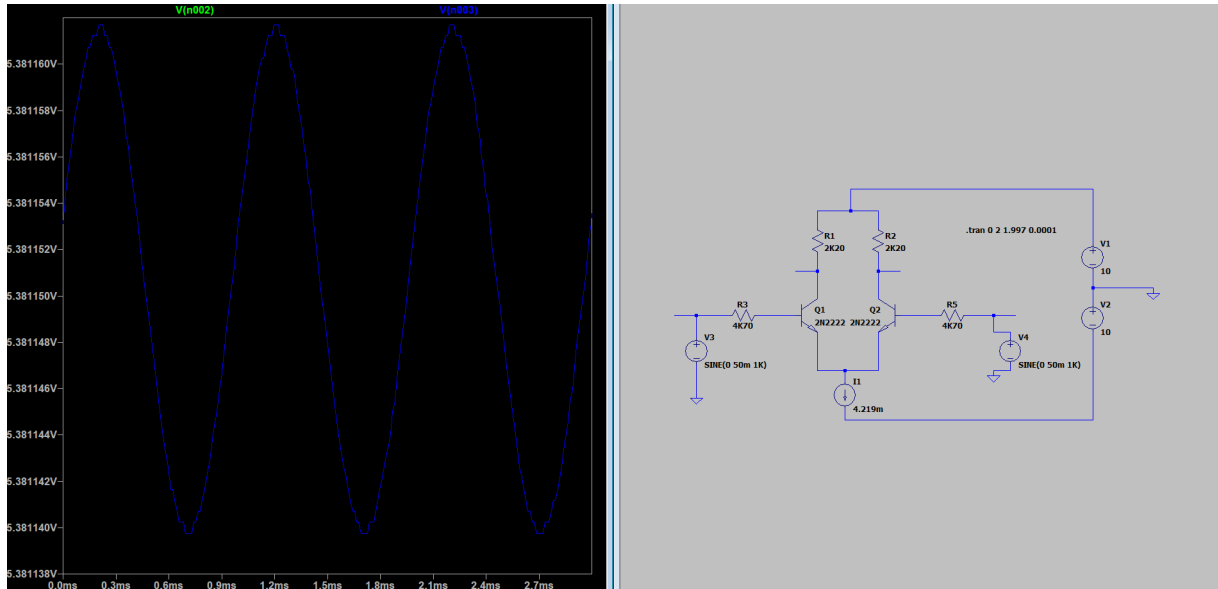 V(n002) V(n003)
5.381160V
5.381158V
5.381156V
5.381154V
5.381152V
5.381150V
5.381148V
5.381146V
5.381144V
5.381142V
5.381140V
5.381138V
0.0ms 0.3ms 0.6ms 0.9ms 1.2ms 1.5ms 1.8ms 2.1ms 2.4ms 2.7ms
R1
2K20
R2
2K20
.tran 0 2 1.997 0.0001
V1
+
-
10
R3
4K70
Q1
2N2222
Q2
2N2222
R5
4K70
V2
+
-
10
V3
+
-
SINE(0 50m 1K)
V4
+
-
SINE(0 50m 1K)
I1
4.219m